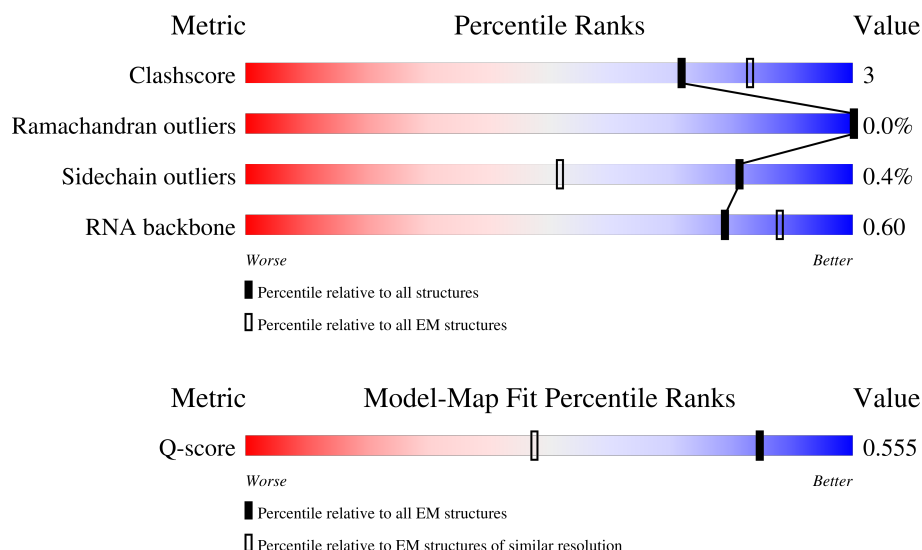 Metric Percentile Ranks Value
Clashscore 3
Ramachandran outliers 0.0%
Sidechain outliers 0.4%
RNA backbone 0.60
Worse Better
Percentile relative to all structures
Percentile relative to all EM structures
Metric Model-Map Fit Percentile Ranks Value
Q-score 0.555
Worse Better
Percentile relative to all EM structures
Percentile relative to EM structures of similar resolution